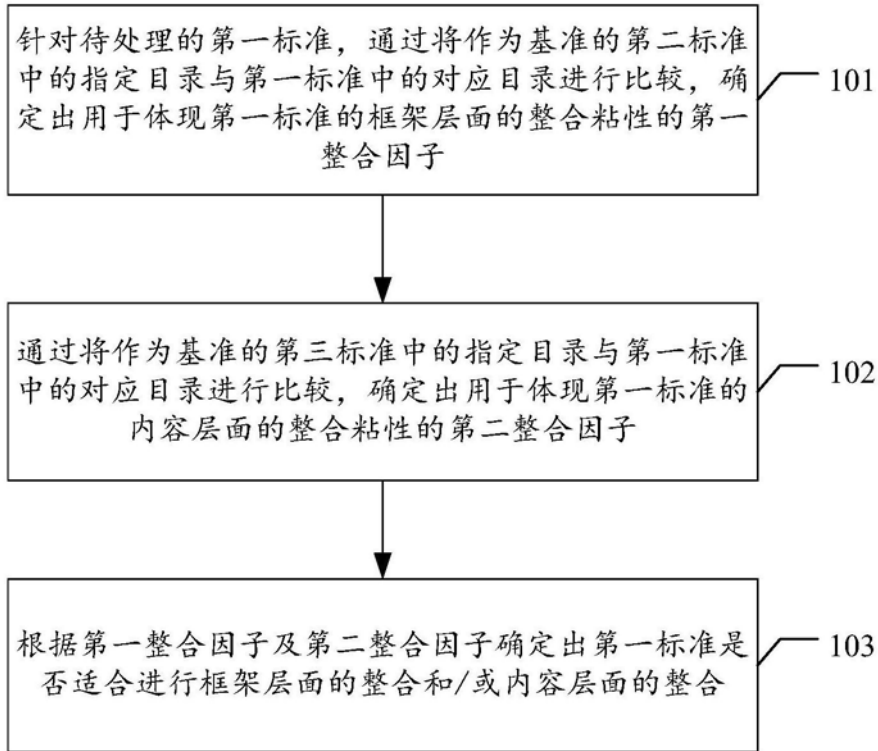 针对待处理的第一标准，通过将作为基准的第二标准
中的指定目录与第一标准中的对应目录进行比较，确
定出用于体现第一标准的框架层面的整合粘性的第一
整合因子
101
通过将作为基准的第三标准中的指定目录与第一标准
中的对应目录进行比较，确定出用于体现第一标准的
内容层面的整合粘性的第二整合因子
102
根据第一整合因子及第二整合因子确定出第一标准是
否适合进行框架层面的整合和/或内容层面的整合
103